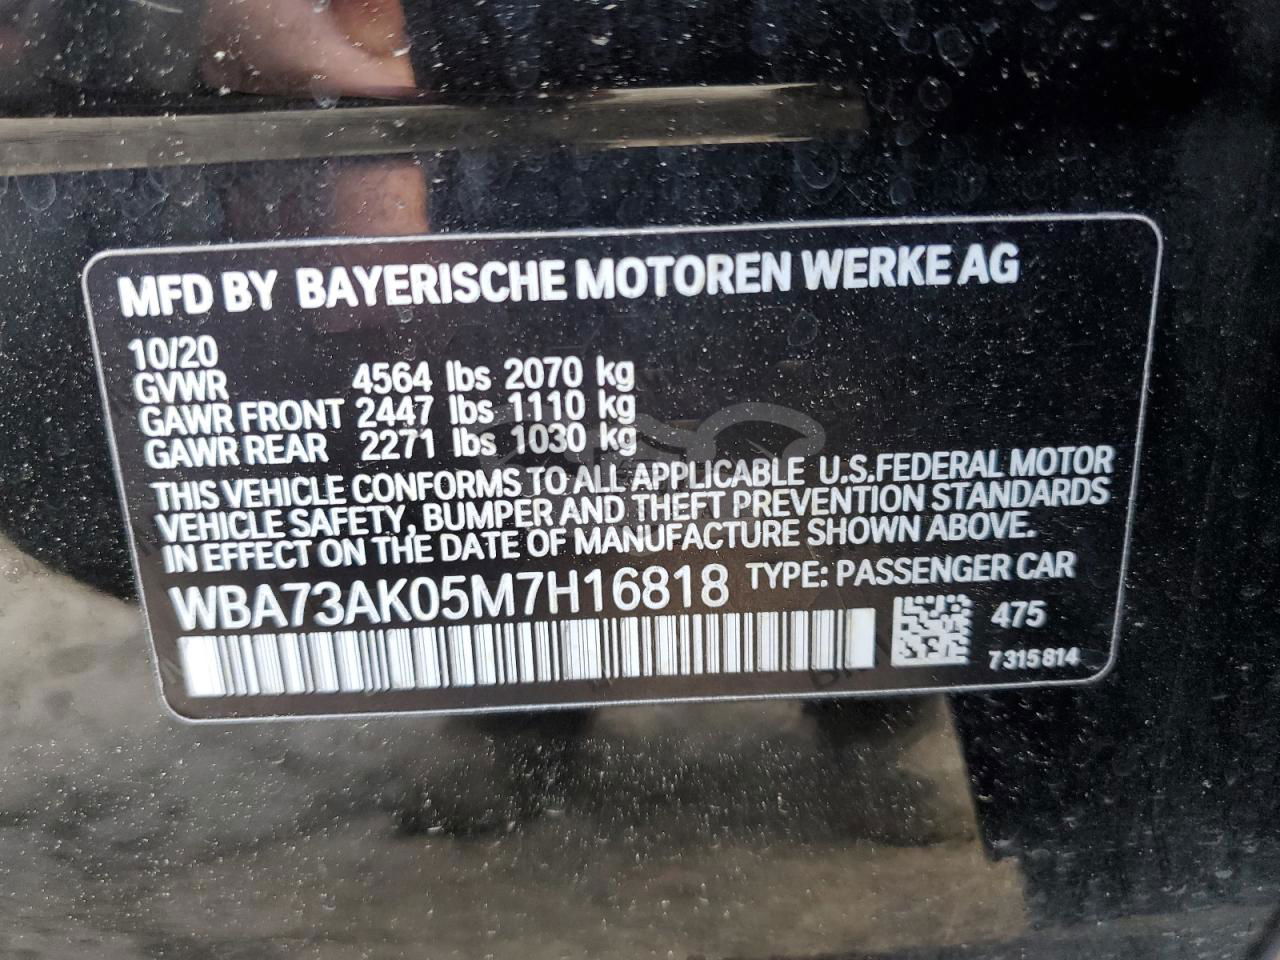 MFD BY BAYERISCHE MOTOREN WERKE AG
10/20
GVWR 4564 lbs 2070 kg
GAWR FRONT 2447 lbs 1110 kg
GAWR REAR 2271 lbs 1030 kg
THIS VEHICLE CONFORMS TO ALL APPLICABLE U.S.FEDERAL MOTOR
VEHICLE SAFETY, BUMPER AND THEFT PREVENTION STANDARDS
IN EFFECT ON THE DATE OF MANUFACTURE SHOWN ABOVE.
WBA73AK05M7H16818 TYPE: PASSENGER CAR
475
7315814